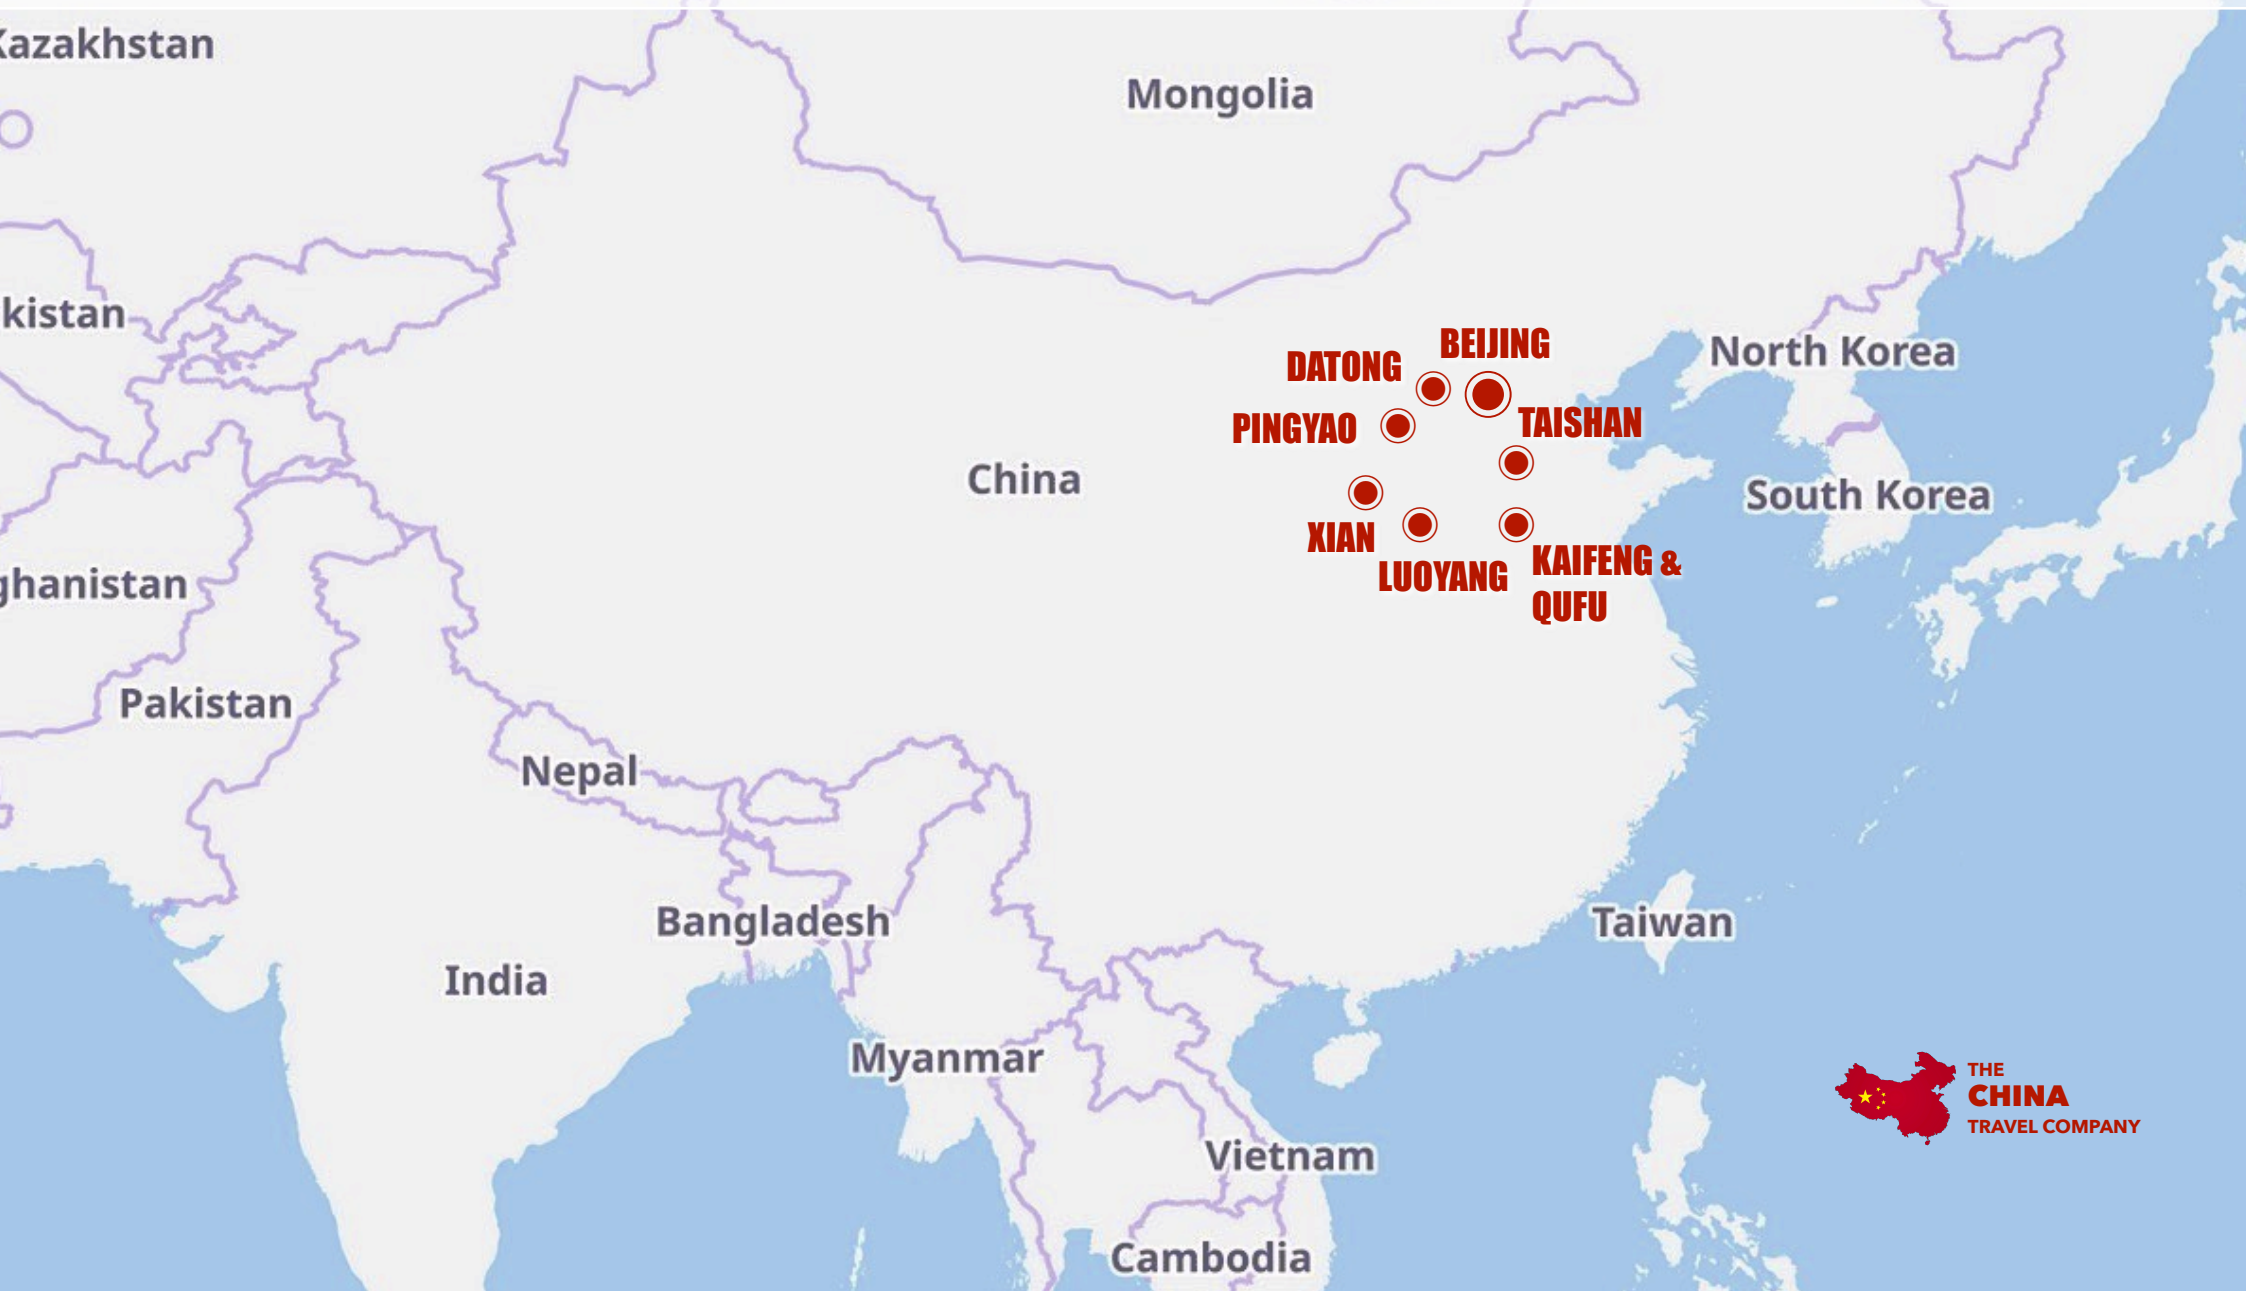 Kazakhstan
Mongolia
kistan
BEIJING
DATONG
North Korea
TAISHAN
PINGYAO
China
South Korea
XIAN
LUOYANG
KAIFENG &
QUFU
ghanistan
Pakistan
Nepal
Bangladesh
Taiwan
India
Myanmar
THE
CHINA
TRAVEL COMPANY
Vietnam
Cambodia